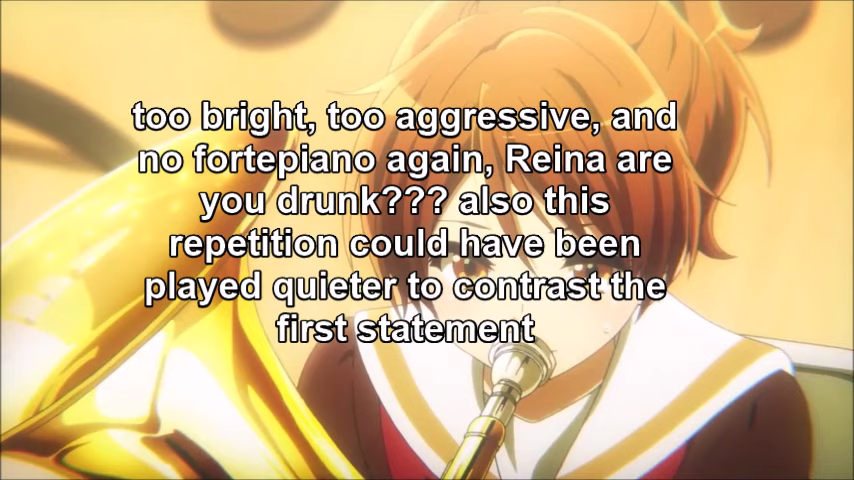 too bright, too aggressive, and
no fortepiano again, Reina are
you drunk??? also this
repetition could have been
played quieter to contrast the
first statement